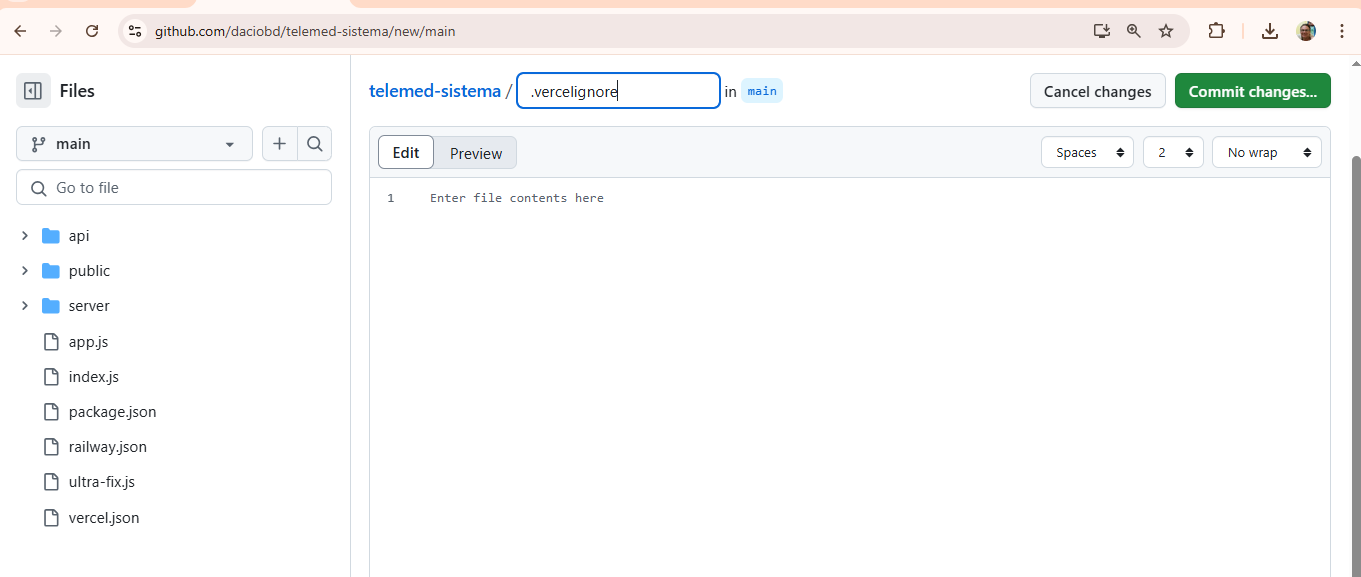 github.com/daciobd/telemed-sistema/new/main
Files
telemed-sistema / .vercelignore in main
Cancel changes
Commit changes...
main
Edit
Preview
Spaces
2
No wrap
Go to file
1 Enter file contents here
api
public
server
app.js
index.js
package.json
railway.json
ultra-fix.js
vercel.json